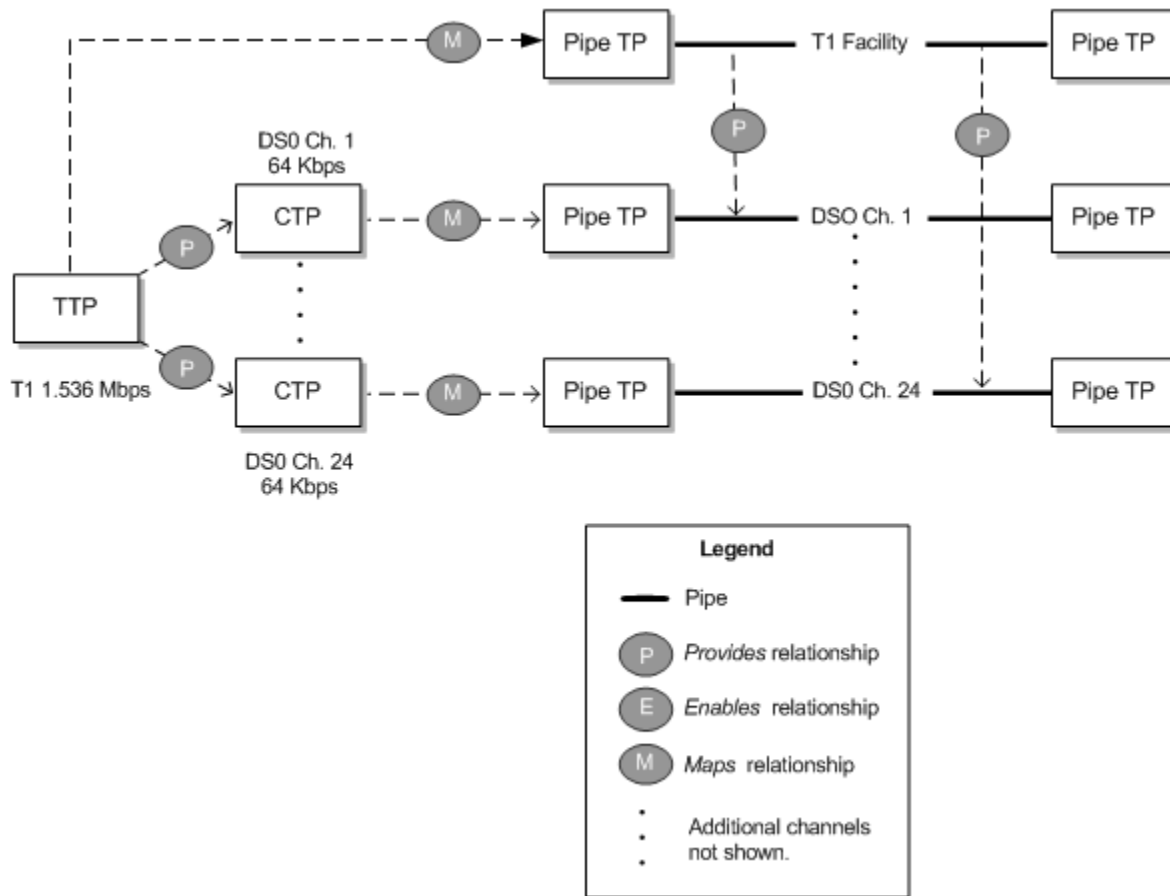 M
Pipe TP
T1 Facility
Pipe TP
DS0 Ch. 1
64 Kbps
P
P
CTP
M
Pipe TP
DSO Ch. 1
Pipe TP
P
TTP
T1 1.536 Mbps
P
CTP
M
Pipe TP
DS0 Ch. 24
Pipe TP
DS0 Ch. 24
64 Kbps
Legend
Pipe
P Provides relationship
E Enables relationship
M Maps relationship
Additional channels
not shown.